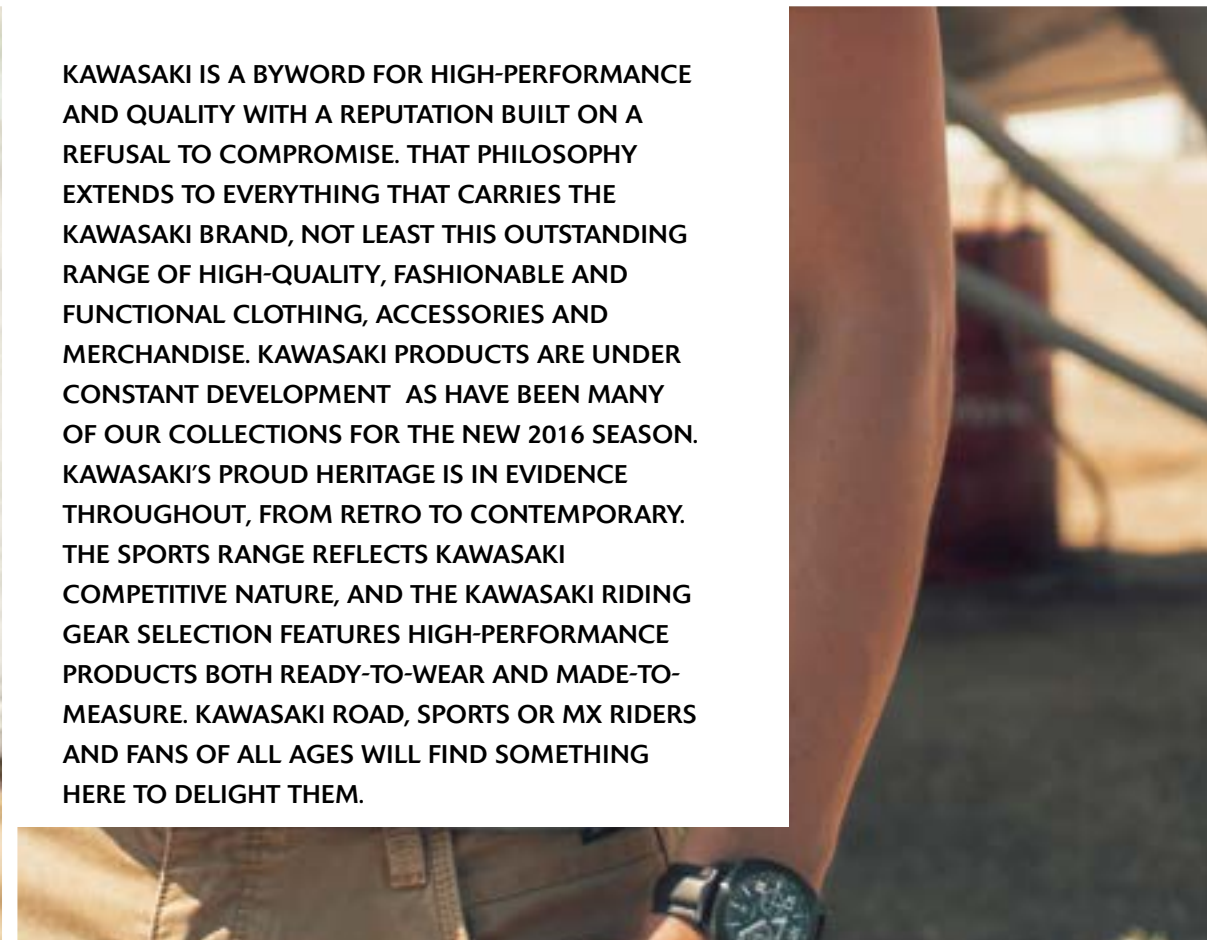 KAWASAKI IS A BYWORD FOR HIGH-PERFORMANCE
AND QUALITY WITH A REPUTATION BUILT ON A
REFUSAL TO COMPROMISE. THAT PHILOSOPHY
EXTENDS TO EVERYTHING THAT CARRIES THE
KAWASAKI BRAND, NOT LEAST THIS OUTSTANDING
RANGE OF HIGH-QUALITY, FASHIONABLE AND
FUNCTIONAL CLOTHING, ACCESSORIES AND
MERCHANDISE. KAWASAKI PRODUCTS ARE UNDER
CONSTANT DEVELOPMENT  AS HAVE BEEN MANY
OF OUR COLLECTIONS FOR THE NEW 2016 SEASON.
KAWASAKI’S PROUD HERITAGE IS IN EVIDENCE
THROUGHOUT, FROM RETRO TO CONTEMPORARY.
THE SPORTS RANGE REFLECTS KAWASAKI
COMPETITIVE NATURE, AND THE KAWASAKI RIDING
GEAR SELECTION FEATURES HIGH-PERFORMANCE
PRODUCTS BOTH READY-TO-WEAR AND MADE-TO-
MEASURE. KAWASAKI ROAD, SPORTS OR MX RIDERS
AND FANS OF ALL AGES WILL FIND SOMETHING
HERE TO DELIGHT THEM.